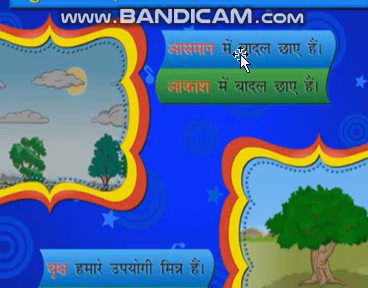 www.BANDICAM.com
आसमान में बादल छाए हैं।
आकाश में बादल छाए हैं।
वृक्ष हमारे उपयोगी मित्र हैं।